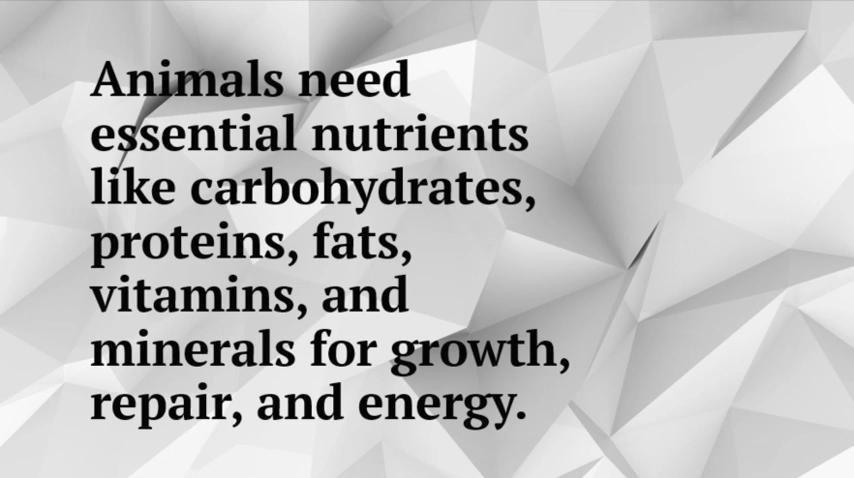 Animals need
essential nutrients
like carbohydrates,
proteins, fats,
vitamins, and
minerals for growth,
repair, and energy.